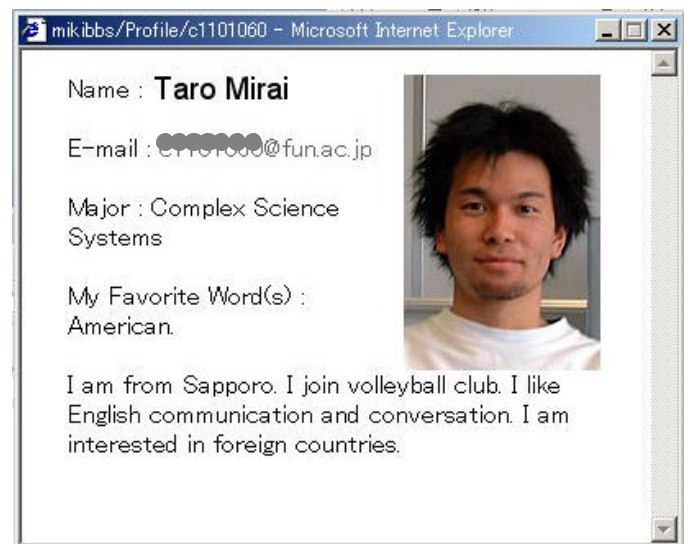 mikibbs/Profile/c1101060 - Microsoft Internet Explorer
Name : Taro Mirai
E-mail : @fun.ac.jp
Major : Complex Science
Systems
My Favorite Word(s) :
American.
I am from Sapporo. I join volleyball club. I like
English communication and conversation. I am
interested in foreign countries.